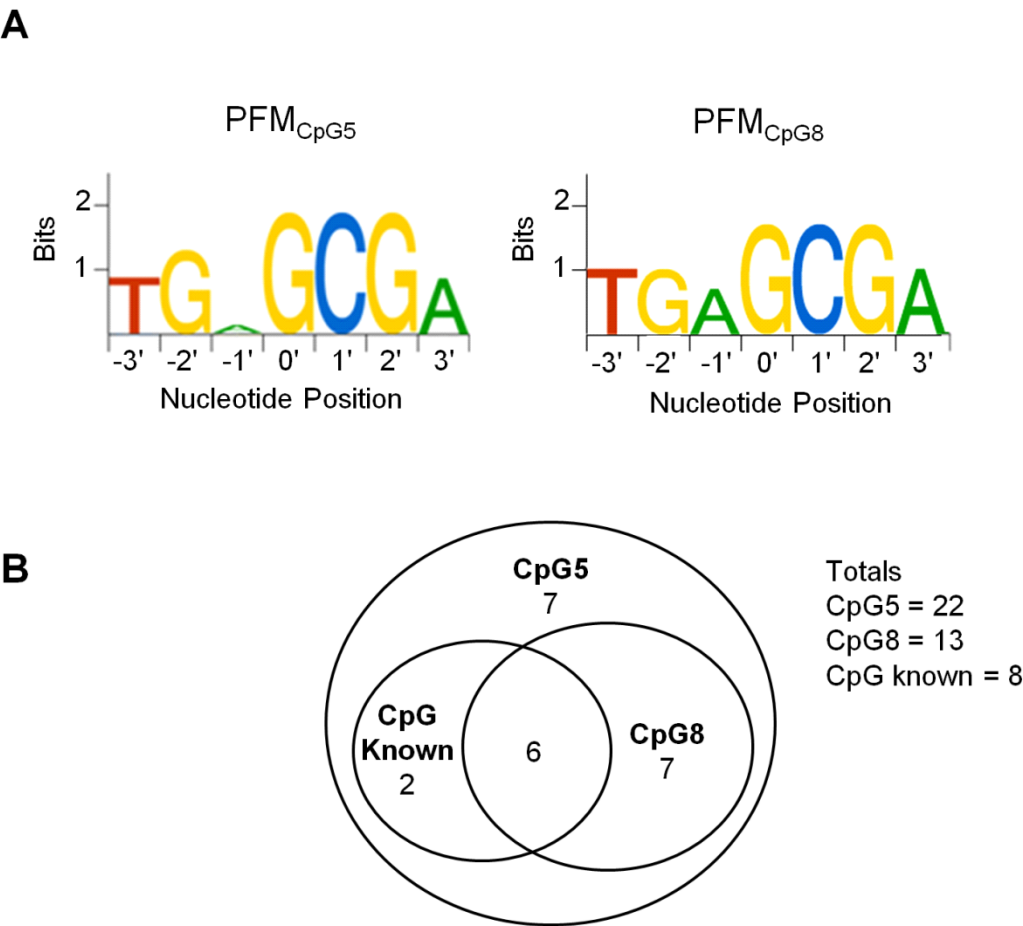 A
PFMCpG5
PFMCpG8
2
1
Bits
TGAGCGA
-3' -2' -1' 0' 1' 2' 3'
Nucleotide Position
2
1
Bits
TGAGCGA
-3' -2' -1' 0' 1' 2' 3'
Nucleotide Position
B
CpG5
7
CpG
Known
2
6
CpG8
7
Totals
CpG5 = 22
CpG8 = 13
CpG known = 8